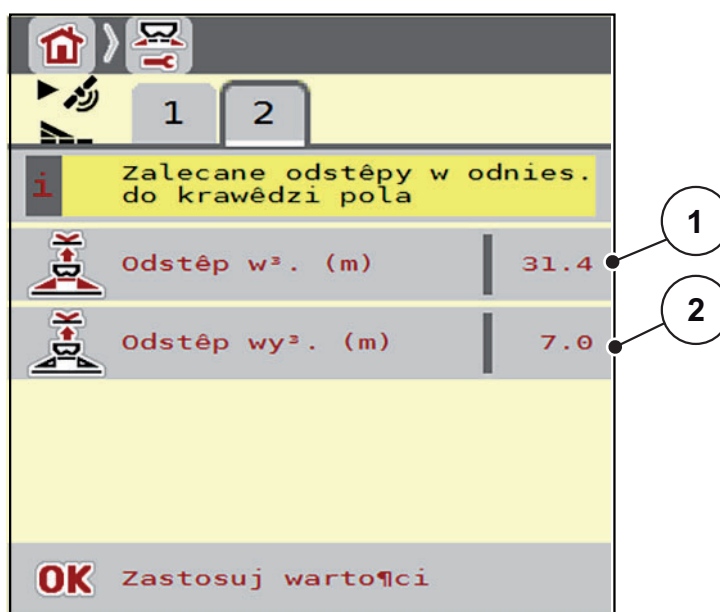 1
2
i
Zalecane odstêpy w odnies.
do krawêdzi pola
Odstêp w³. (m)
31.4
1
Odstêp wy³. (m)
7.0
2
OK
Zastosuj warto¶ci